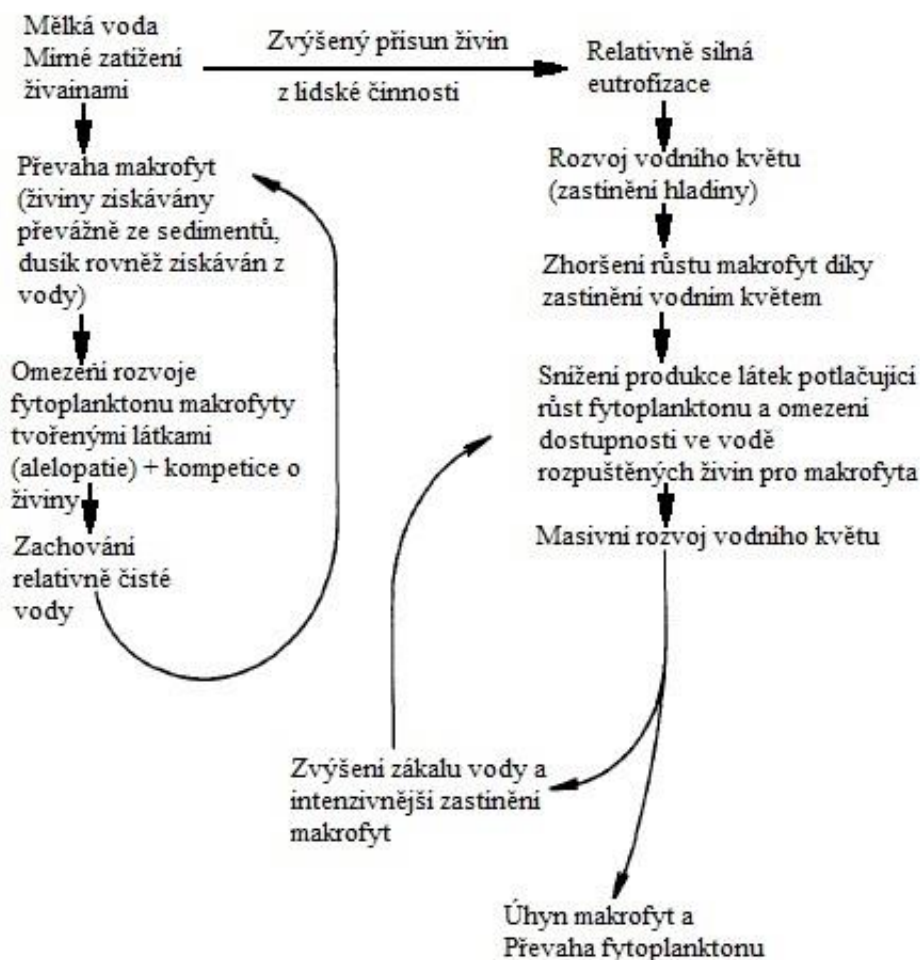 Mělká voda
Mírné zatížení
živainami
Zvýšený přísun živin
z lidské činnosti
Relativně silná
eutrofizace
Převaha makrofyt
(živiny získávány
převážně ze sedimentů,
dusík rovněž získáván z
vody)
Rozvoj vodního květu
(zastínění hladiny)
Zhoršení růstu makrofyt díky
zastínění vodním květem
Omezení rozvoje
fytoplanktonu makrofyty
tvořenými látkami
(alelopatie) + kompetice o
živiny
Snížení produkce látek potlačující
růst fytoplanktonu a omezení
dostupnosti ve vodě
rozpuštěných živin pro makrofyta
Zachování
relativně čisté
vody
Masivní rozvoj vodního květu
Zvýšení zákalu vody a
intenzivnější zastínění
makrofyt
Úhyn makrofyt a
Převaha fytoplanktonu